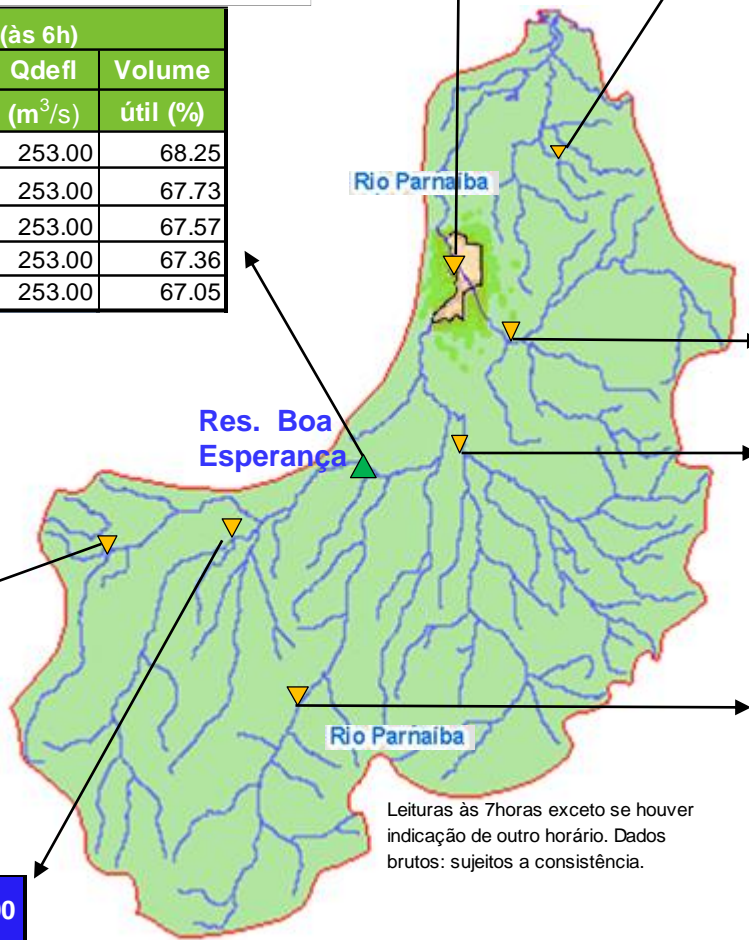 (às 6h)
Qdefl Volume
(m³/s) útil (%)
253.00 68.25
253.00 67.73
253.00 67.57
253.00 67.36
253.00 67.05
Rio Parnaíba
Res. Boa
Esperança
Rio Parnaíba
Leituras às 7horas exceto se houver
indicação de outro horário. Dados
brutos: sujeitos a consistência.